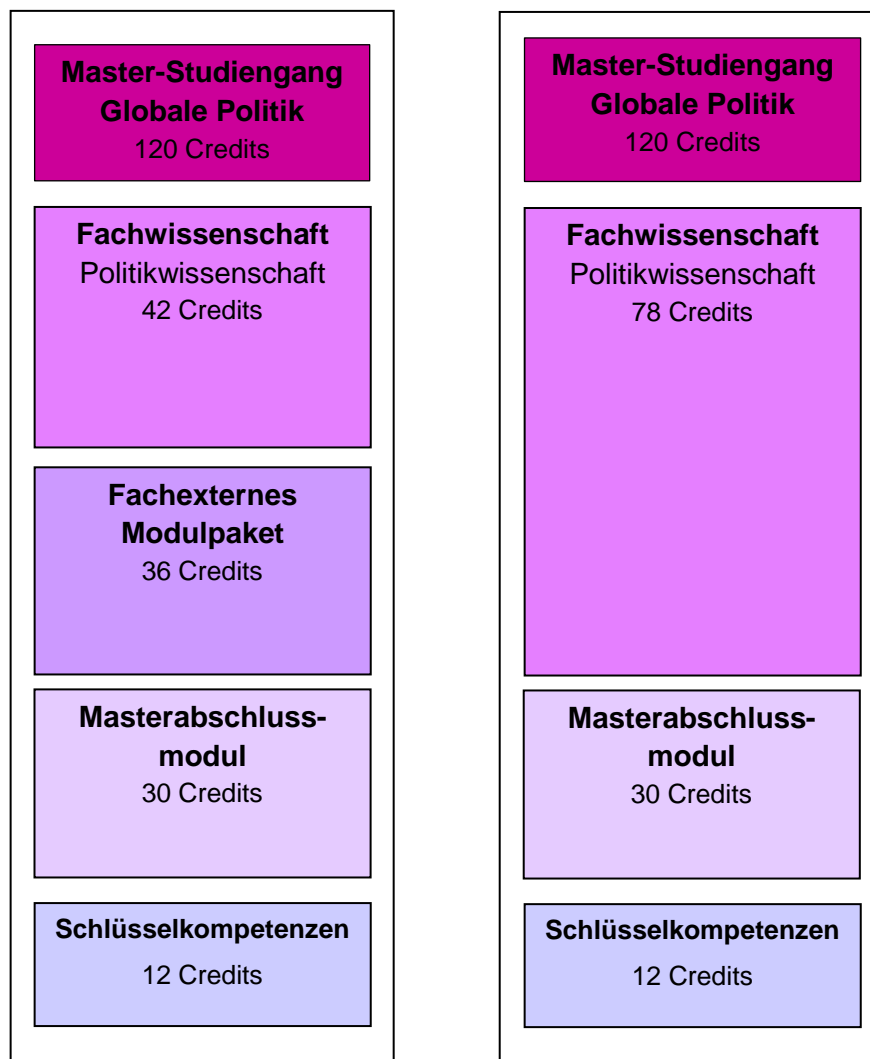 Master-Studiengang
Globale Politik
120 Credits
Fachwissenschaft
Politikwissenschaft
42 Credits
Fachexternes
Modulpaket
36 Credits
Masterabschluss-
modul
30 Credits
Schlüsselkompetenzen
12 Credits
Master-Studiengang
Globale Politik
120 Credits
Fachwissenschaft
Politikwissenschaft
78 Credits
Masterabschluss-
modul
30 Credits
Schlüsselkompetenzen
12 Credits